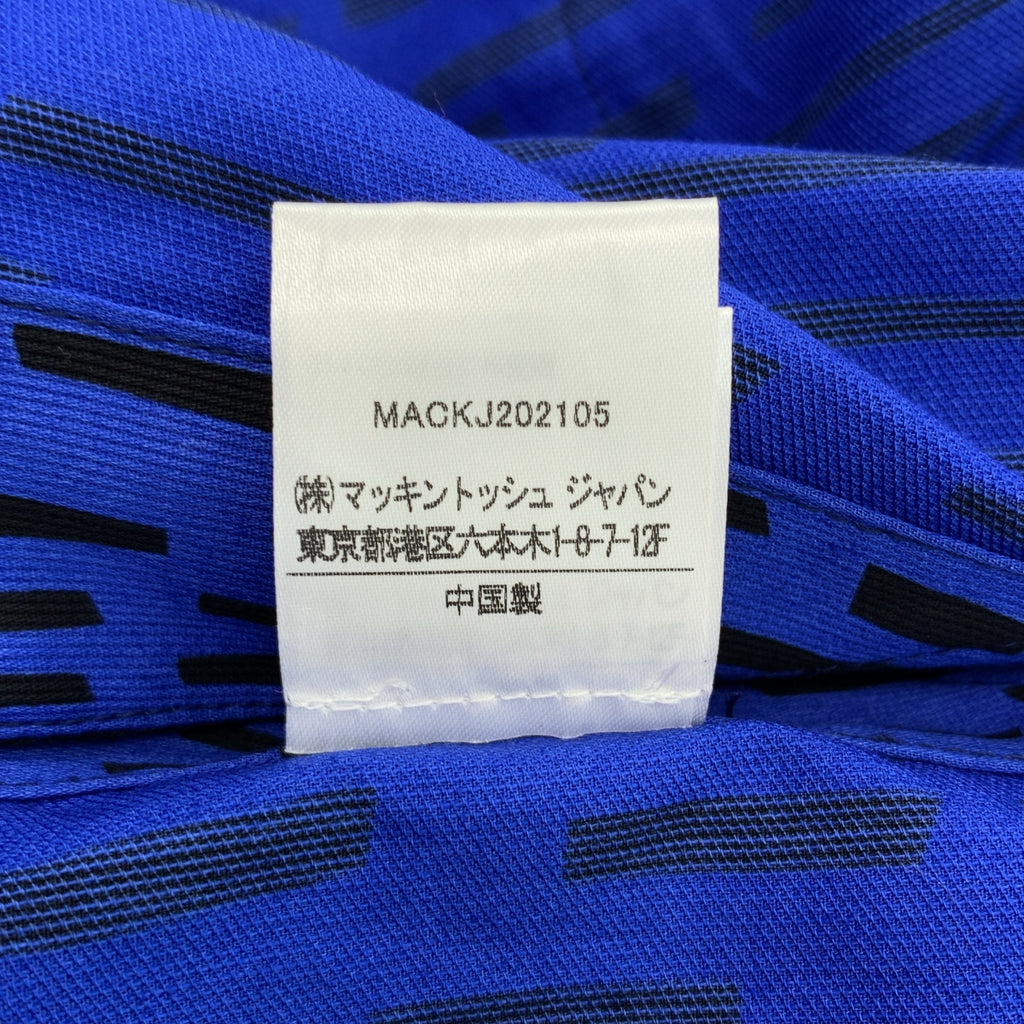 MACKJ202105
㈱マッキントッシュ ジャパン
東京都港区六本木1-8-7-12F
中国製